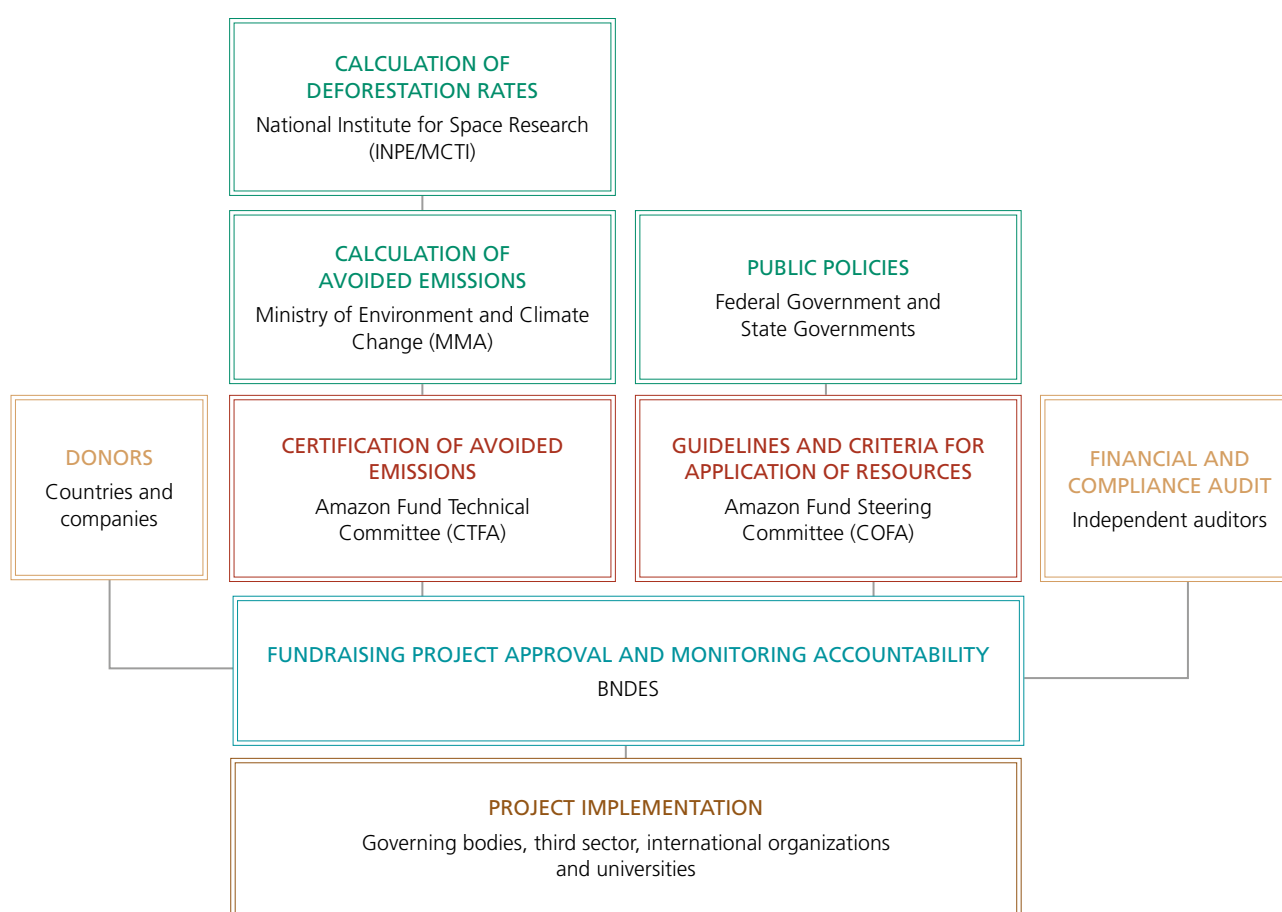 CALCULATION OF
DEFORESTATION RATES
National Institute for Space Research
(INPE/MCTI)
CALCULATION OF
AVOIDED EMISSIONS
Ministry of Environment and Climate
Change (MMA)
PUBLIC POLICIES
Federal Government and
State Governments
DONORS
Countries and
companies
CERTIFICATION OF AVOIDED
EMISSIONS
Amazon Fund Technical
Committee (CTFA)
GUIDELINES AND CRITERIA FOR
APPLICATION OF RESOURCES
Amazon Fund Steering
Committee (COFA)
FINANCIAL AND
COMPLIANCE AUDIT
Independent auditors
FUNDRAISING PROJECT APPROVAL AND MONITORING ACCOUNTABILITY
BNDES
PROJECT IMPLEMENTATION
Governing bodies, third sector, international organizations
and universities